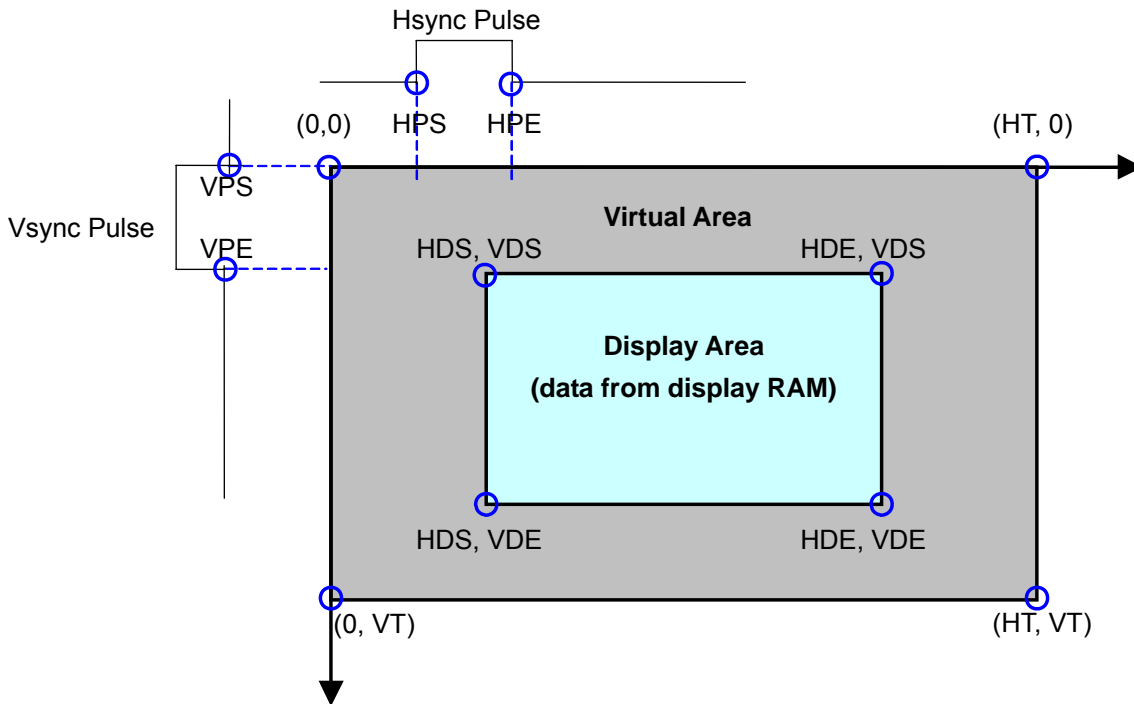 Hsync Pulse
(0,0)
HPS
HPE
(HT, 0)
VPS
Vsync Pulse
VPE
Virtual Area
HDS, VDS
HDE, VDS
Display Area
(data from display RAM)
HDS, VDE
HDE, VDE
(0, VT)
(HT, VT)